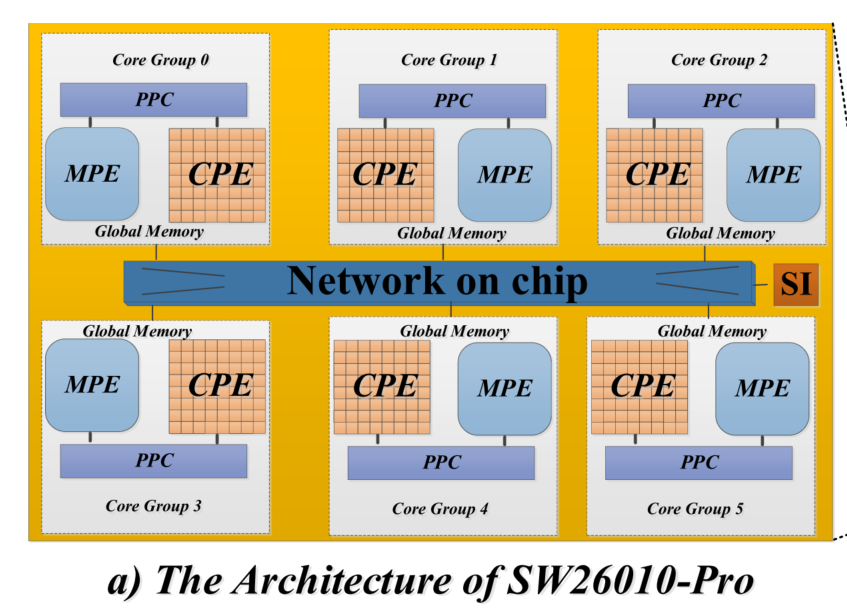 Core Group 0
PPC
MPE
CPE
Global Memory
Core Group 1
PPC
CPE
MPE
Global Memory
Core Group 2
PPC
CPE
MPE
Global Memory
Network on chip
SI
Global Memory
MPE
CPE
PPC
Core Group 3
Global Memory
CPE
MPE
PPC
Core Group 4
Global Memory
CPE
MPE
PPC
Core Group 5
a) The Architecture of SW26010-Pro